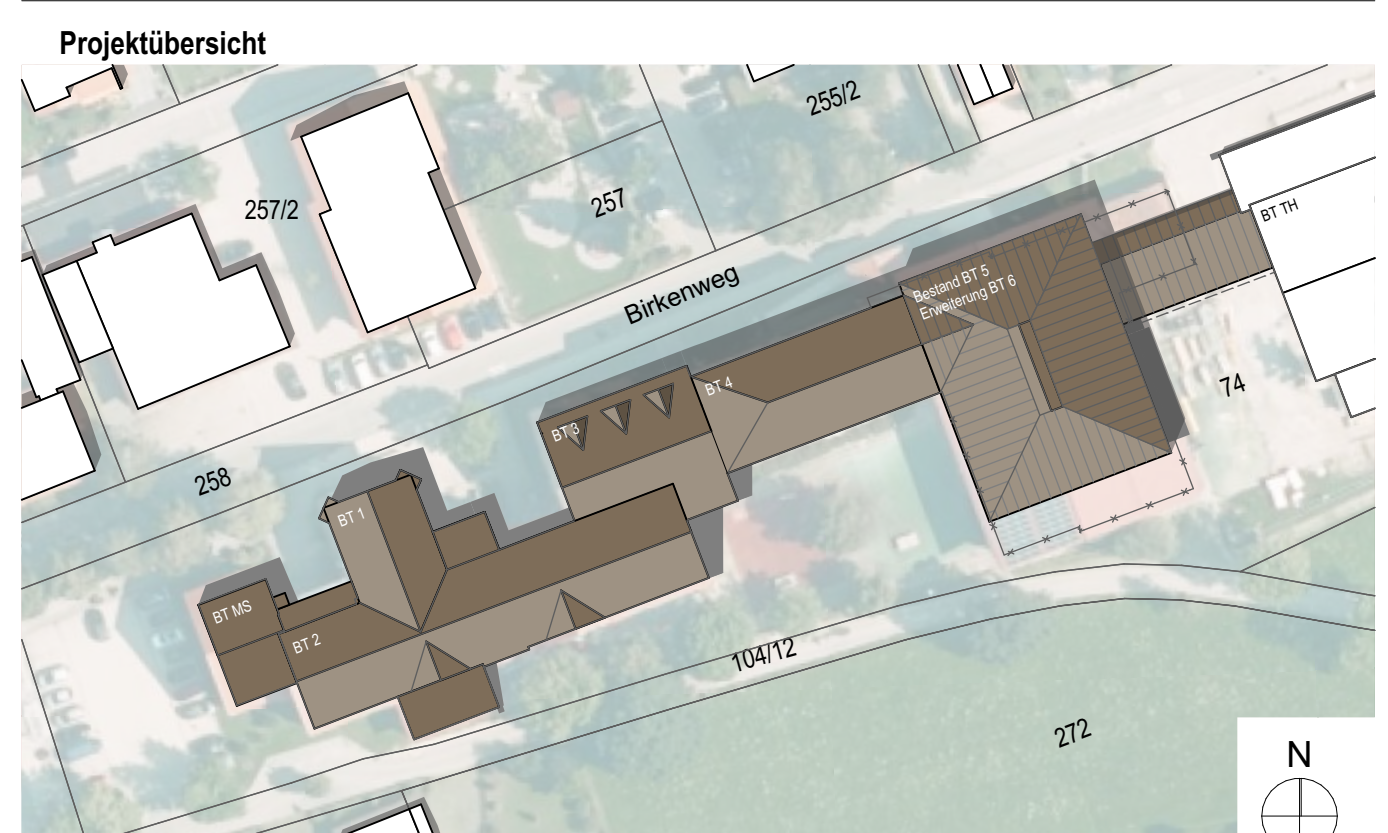 Projektübersicht
255/2
257/2
257
BT TH
Birkenweg
Bestand BT 5
Erweiterung BT 6
74
BT 4
BT 3
258
BT 1
BT MS
BT 2
104/12
272
N